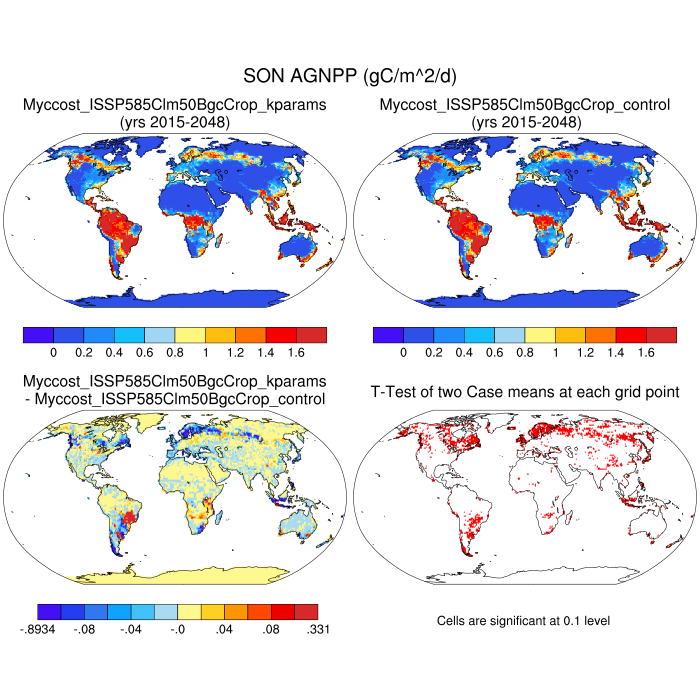 SON AGNPP (gC/m^2/d)
Myccost_ISSP585Clm50BgcCrop_kparams
(yrs 2015-2048)
Myccost_ISSP585Clm50BgcCrop_control
(yrs 2015-2048)
0 0.2 0.4 0.6 0.8 1 1.2 1.4 1.6
0 0.2 0.4 0.6 0.8 1 1.2 1.4 1.6
Myccost_ISSP585Clm50BgcCrop_kparams
- Myccost_ISSP585Clm50BgcCrop_control
T-Test of two Case means at each grid point
-.8934 -.08 -.04 -.0 .04 .08 .331
Cells are significant at 0.1 level